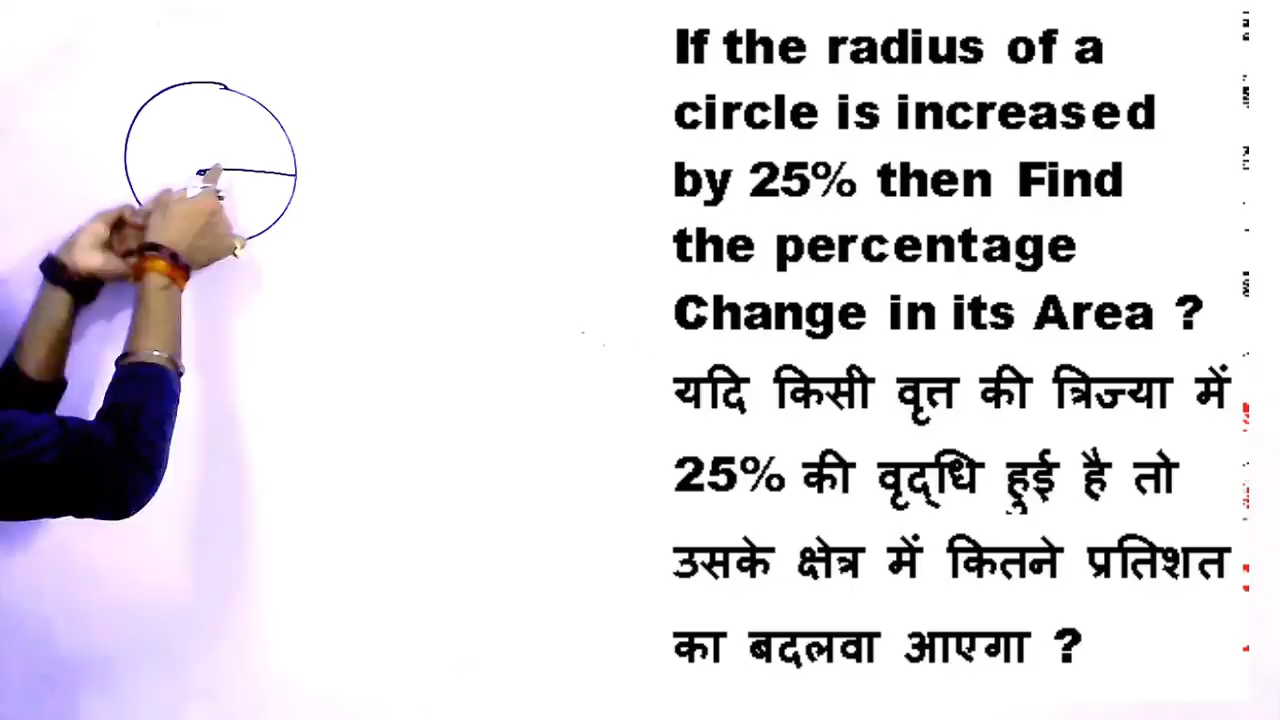 If the radius of a
circle is increased
by 25% then Find
the percentage
Change in its Area ?
यदि किसी वृत की त्रिज्या में
25% की वृद्धि हुई है तो
उसके क्षेत्र में कितने प्रतिशत
का बदलवा आएगा ?